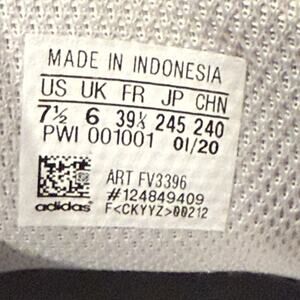 MADE IN INDONESIA
US UK FR JP CHN
7½ 6 39⅓ 245 240
PWI 001001 01/20
ART FV3396
#124849409
adidas F<CKYYZ>00212